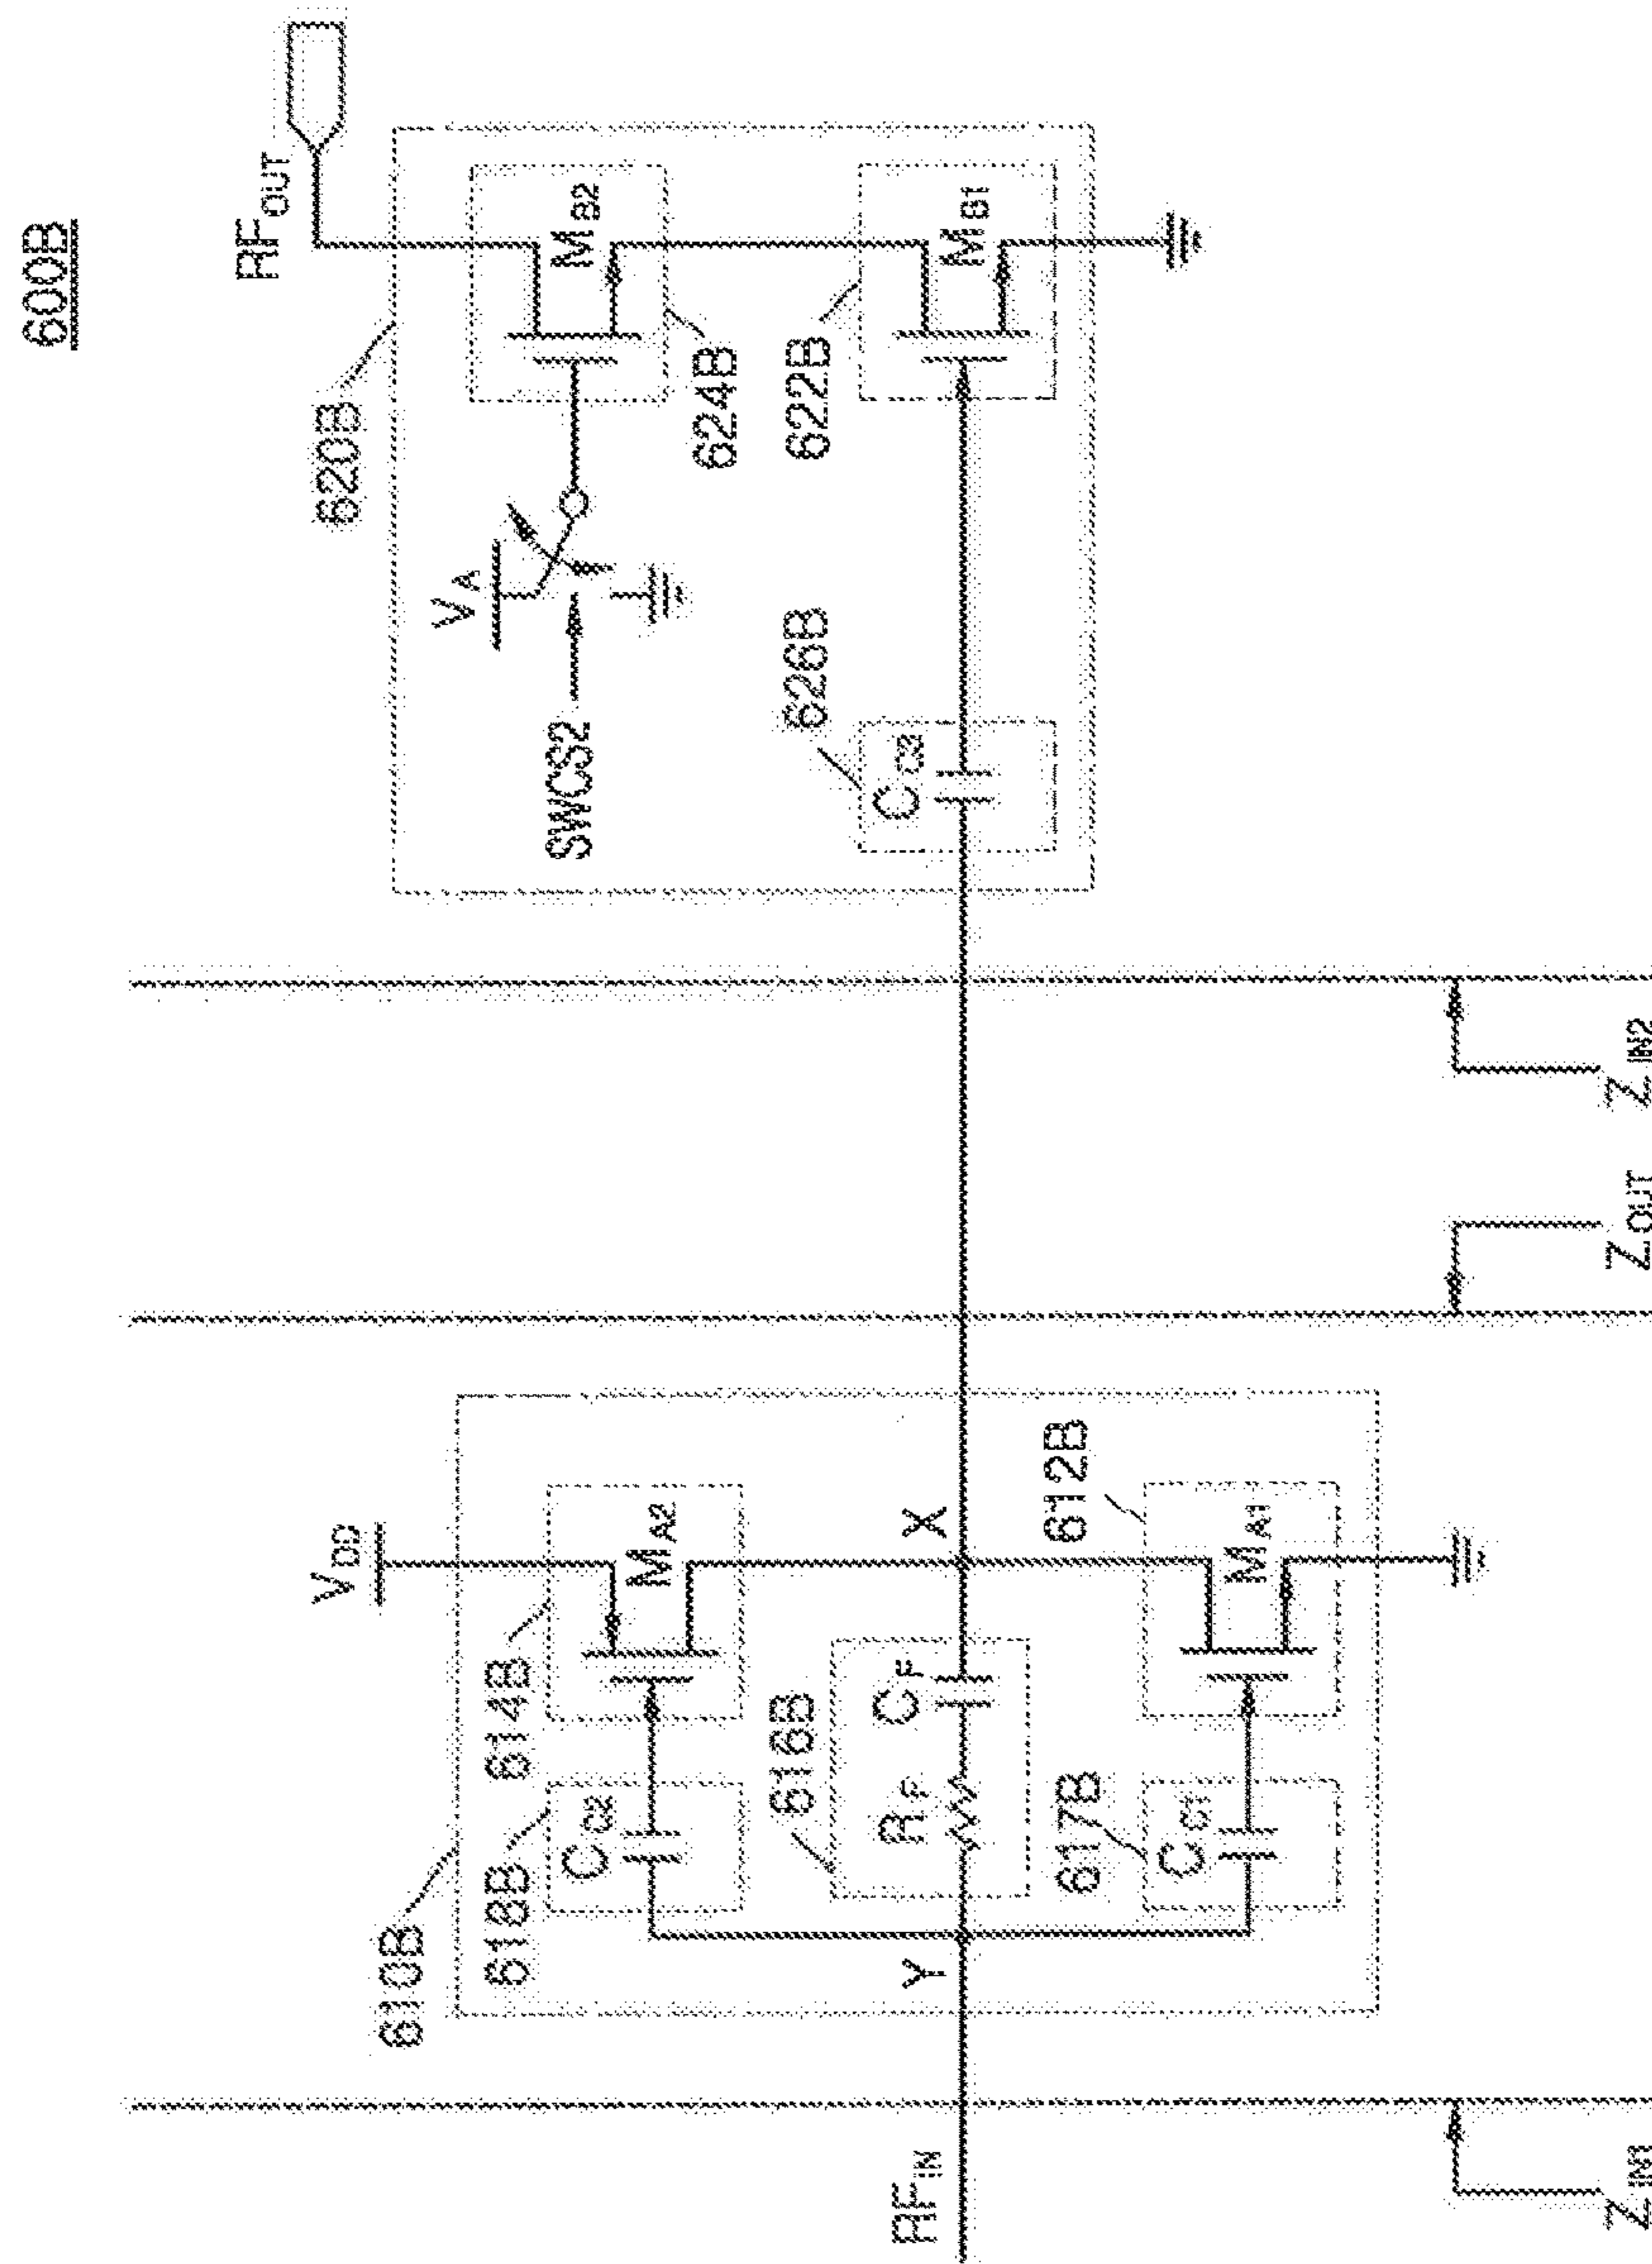 600B
RF_OUT
620B
M_B2
624B
V_A
SWCS2
622B
M_B1
626B
C_C3
V_DD
610B
614B
M_A2
618B
C_C2
X
616B
R_F
C_F
Y
612B
M_A1
617B
C_C1
RF_IN
Z_IN1
Z_OUT
Z_IN2